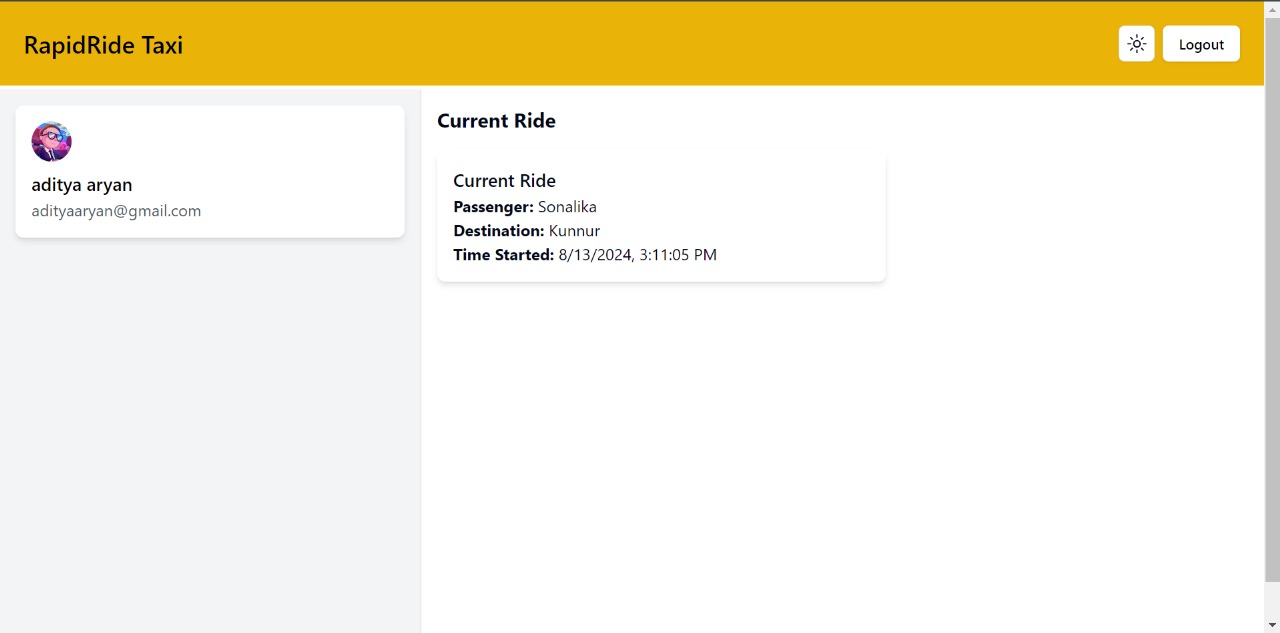 RapidRide Taxi
Logout
aditya aryan
adityaaryan@gmail.com
Current Ride
Current Ride
Passenger: Sonalika
Destination: Kunnur
Time Started: 8/13/2024, 3:11:05 PM